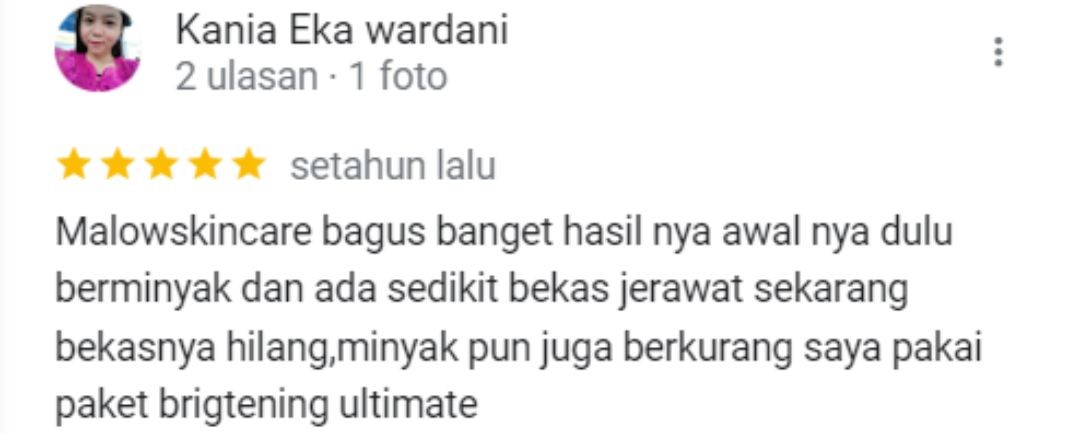 Kania Eka wardani
2 ulasan · 1 foto
setahun lalu
Malowskincare bagus banget hasil nya awal nya dulu
berminyak dan ada sedikit bekas jerawat sekarang
bekasnya hilang,minyak pun juga berkurang saya pakai
paket brigtening ultimate